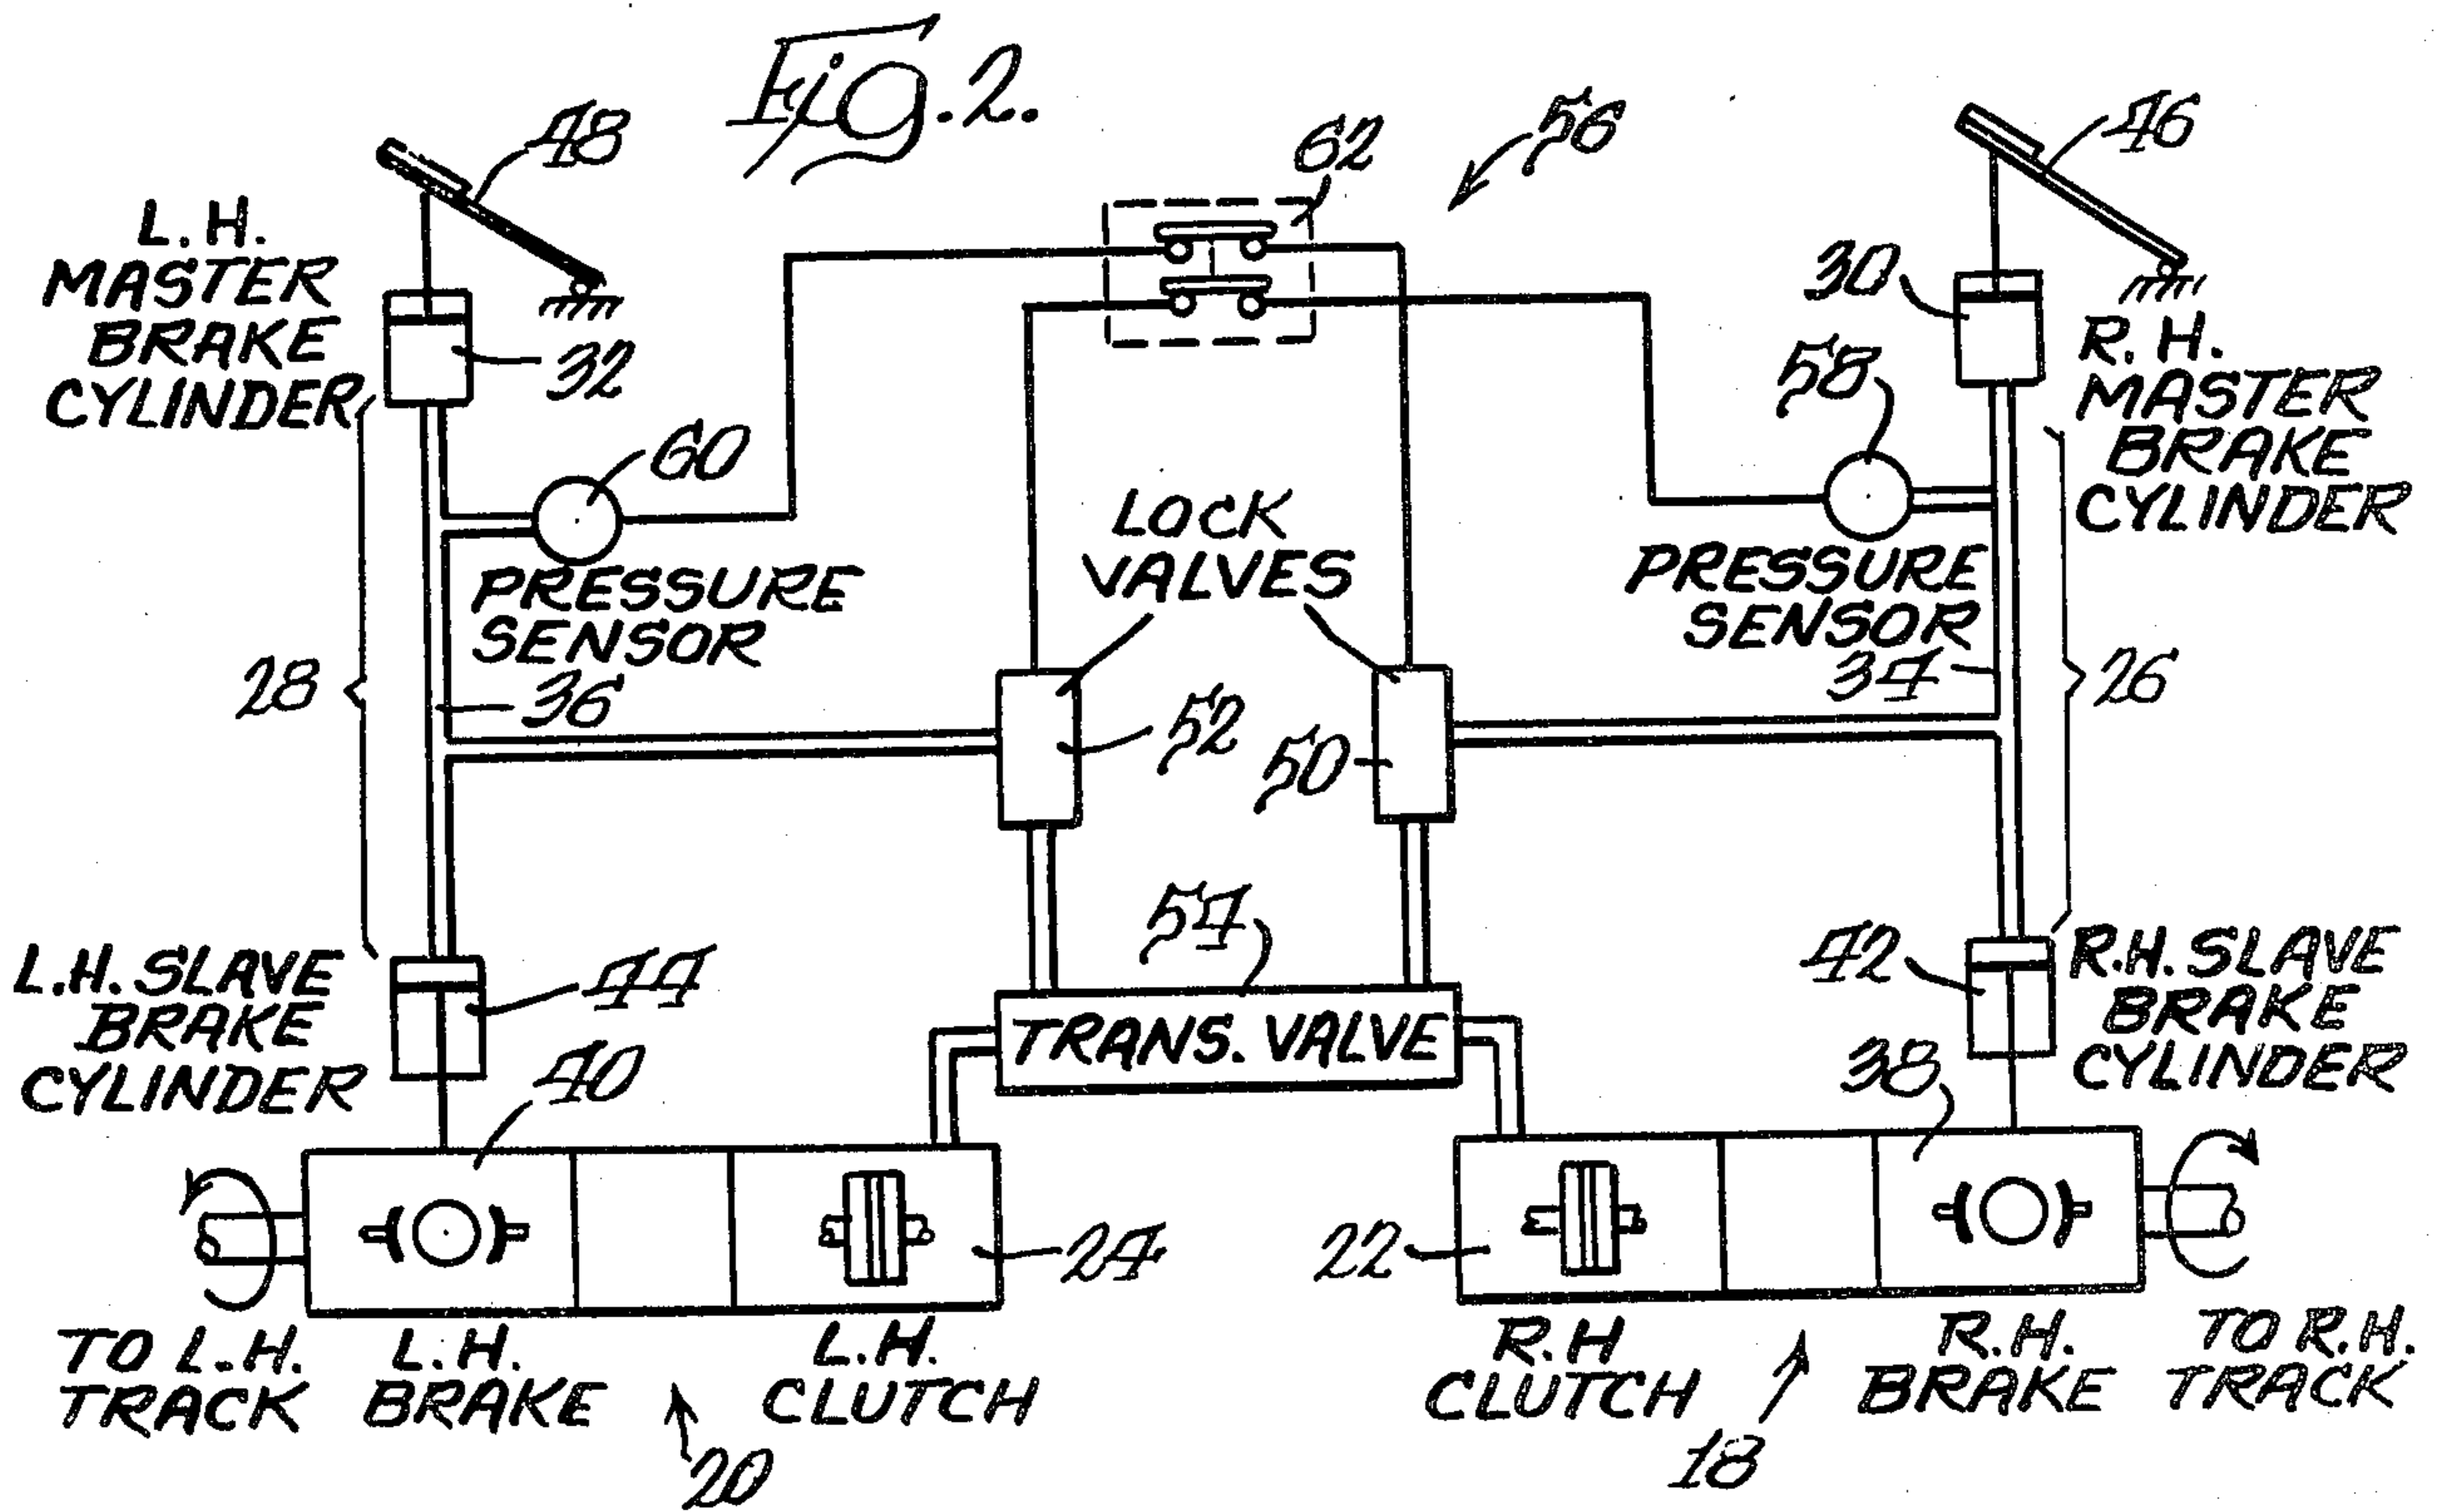 Fig. 2.
48
62
56
46
L.H.
MASTER
BRAKE
CYLINDER
32
30
58
R.H.
MASTER
BRAKE
CYLINDER
60
PRESSURE
SENSOR
LOCK
VALVES
PRESSURE
SENSOR
34
28
36
52
50
26
54
L.H. SLAVE
BRAKE
CYLINDER
44
40
TRANS. VALVE
42
R.H. SLAVE
BRAKE
CYLINDER
38
24
22
TO L.H.
TRACK
L.H.
BRAKE
L.H.
CLUTCH
R.H
CLUTCH
R.H.
BRAKE
TO R.H.
TRACK
20
18